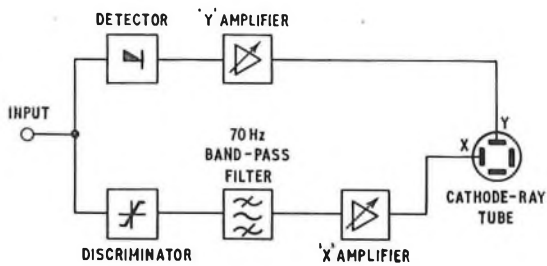 DETECTOR
'Y' AMPLIFIER
INPUT
70 Hz
BAND-PASS
FILTER
Y
X
CATHODE-RAY
TUBE
DISCRIMINATOR
'X' AMPLIFIER